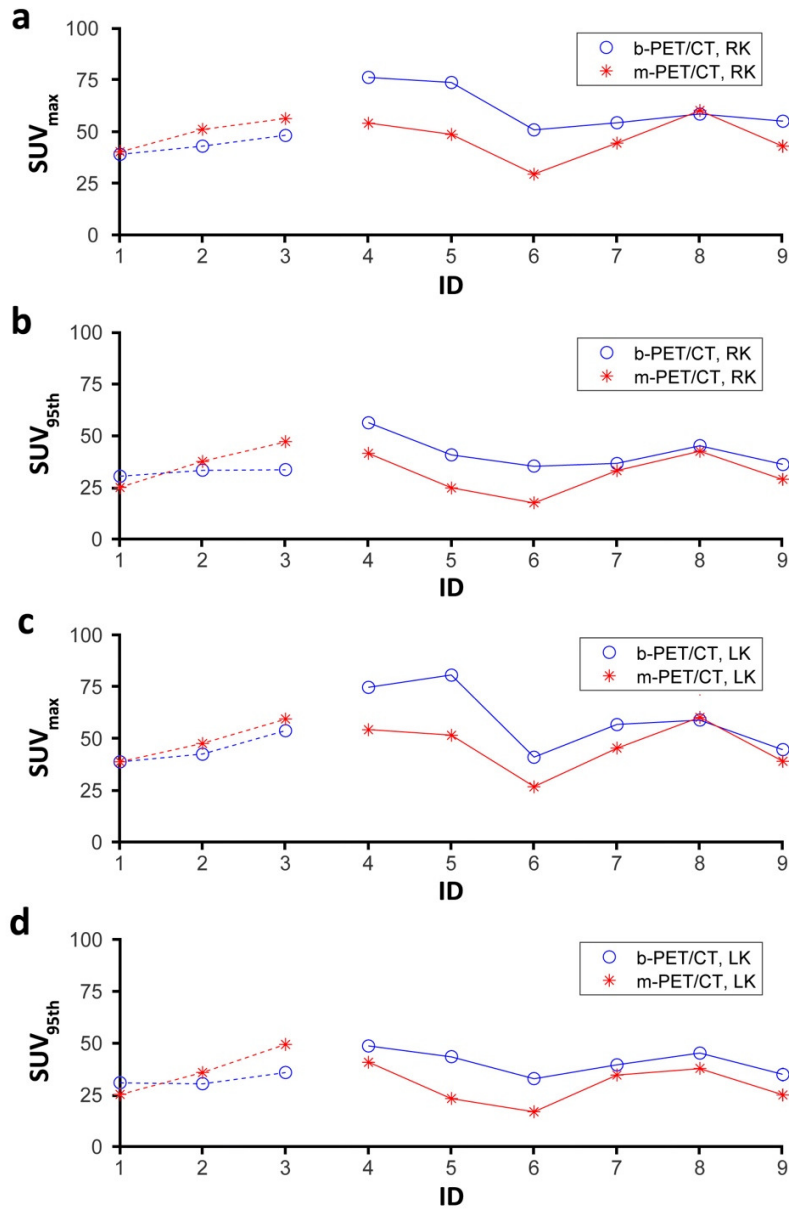 a
100
75
50
25
0
SUVmax
b-PET/CT, RK
m-PET/CT, RK
1 2 3 4 5 6 7 8 9
ID
b
100
75
50
25
0
SUV95th
b-PET/CT, RK
m-PET/CT, RK
1 2 3 4 5 6 7 8 9
ID
c
100
75
50
25
0
SUVmax
b-PET/CT, LK
m-PET/CT, LK
1 2 3 4 5 6 7 8 9
ID
d
100
75
50
25
0
SUV95th
b-PET/CT, LK
m-PET/CT, LK
1 2 3 4 5 6 7 8 9
ID